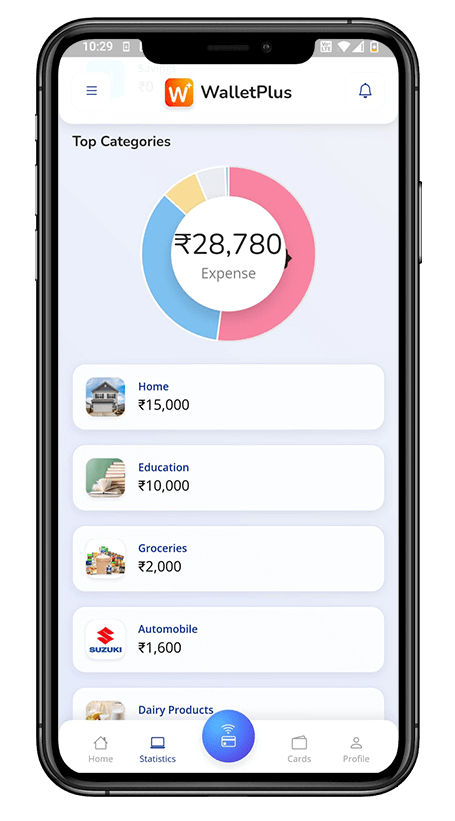 10:29
Savings
₹0
WalletPlus
Top Categories
₹28,780
Expense
Home
₹15,000
Education
₹10,000
Groceries
₹2,000
SUZUKI
Automobile
₹1,600
Dairy Products
Home
Statistics
Cards
Profile